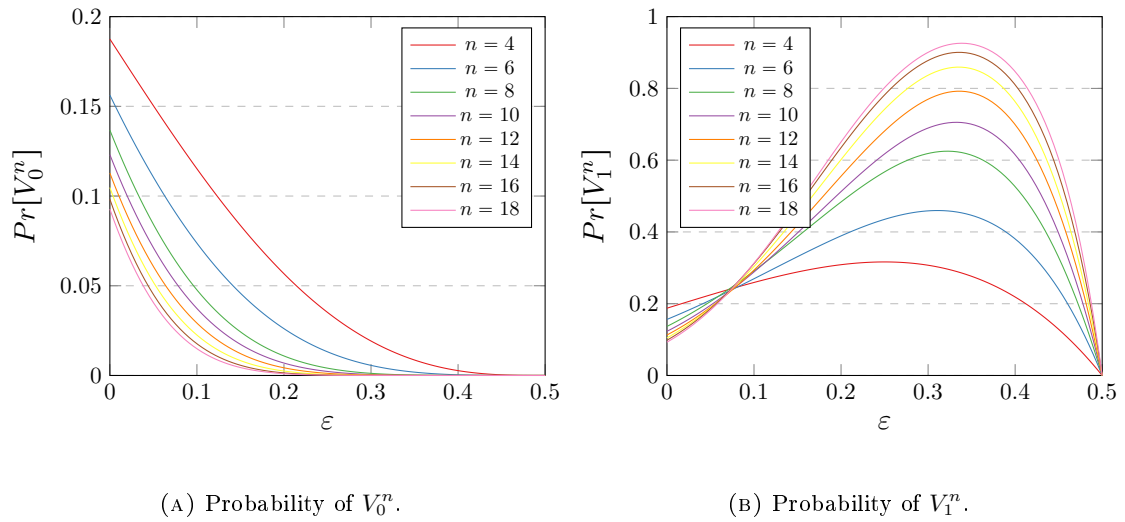 0.2
0.15
0.1
0.05
0
Pr[V_0^n]
0 0.1 0.2 0.3 0.4 0.5
ε
n = 4
n = 6
n = 8
n = 10
n = 12
n = 14
n = 16
n = 18
(A) Probability of V_0^n.
1
0.8
0.6
0.4
0.2
0
Pr[V_1^n]
0 0.1 0.2 0.3 0.4 0.5
ε
n = 4
n = 6
n = 8
n = 10
n = 12
n = 14
n = 16
n = 18
(B) Probability of V_1^n.